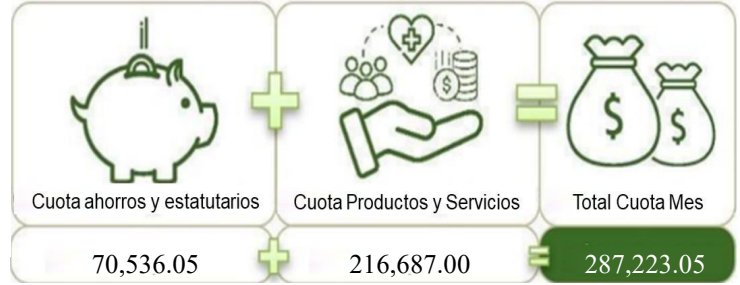 Cuota ahorros y estatutarios
Cuota Productos y Servicios
Total Cuota Mes
70,536.05
216,687.00
287,223.05